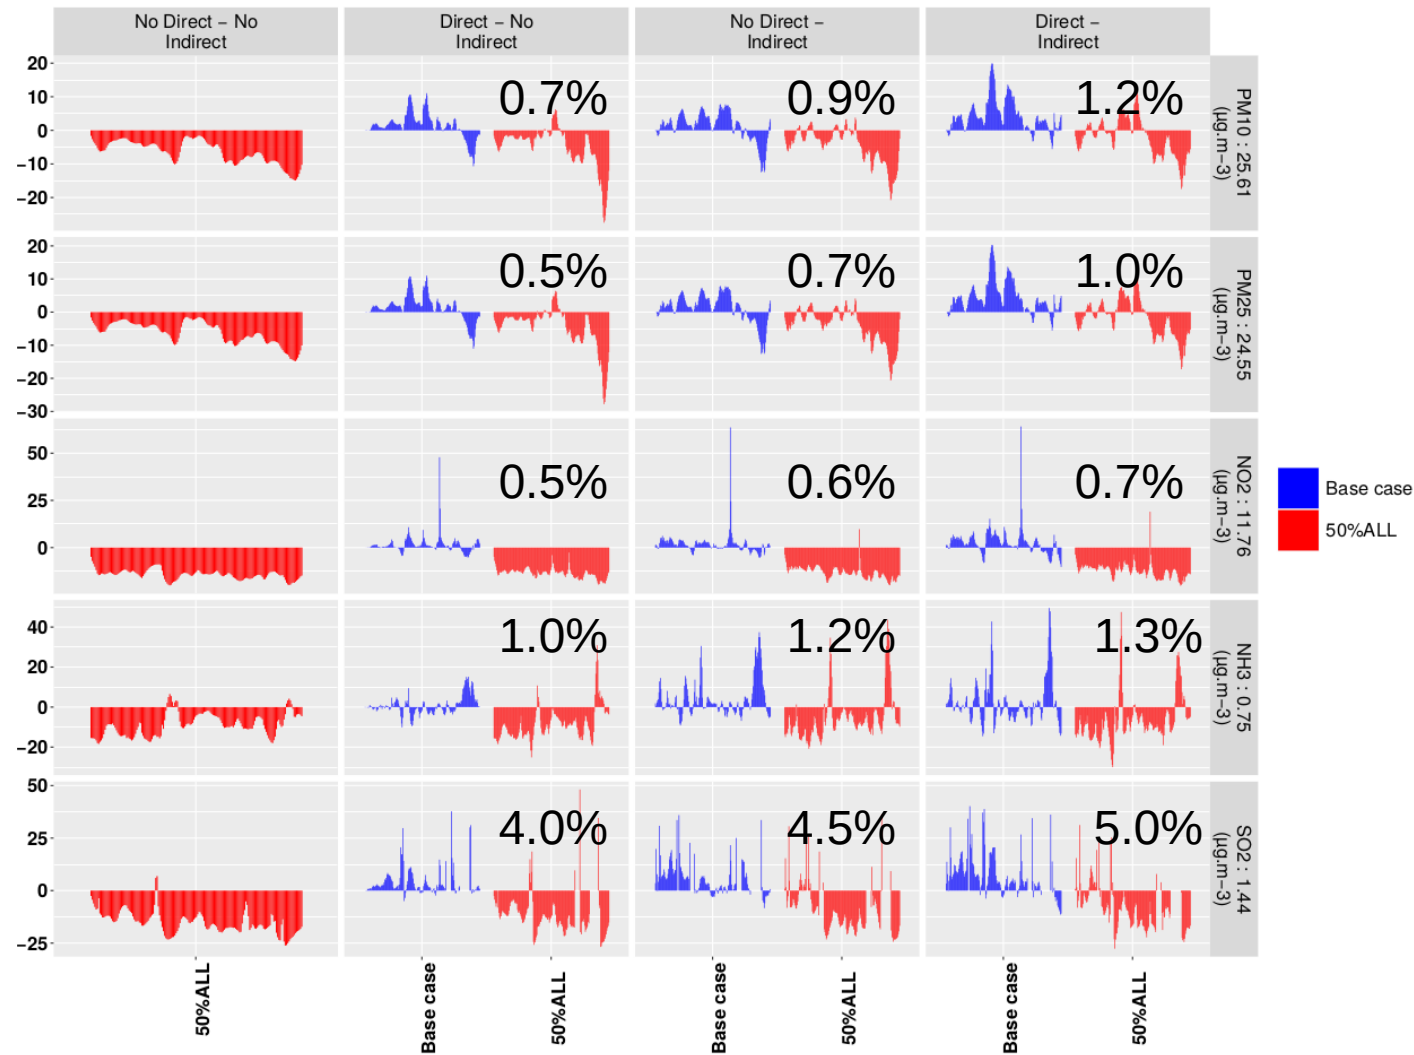 No Direct − No
Indirect
Direct − No
Indirect
No Direct −
Indirect
Direct −
Indirect
20
10
0
−10
−20
0.7%
0.9%
1.2%
PM10 : 25.61
(µg.m−3)
20
10
0
−10
−20
−30
0.5%
0.7%
1.0%
PM25 : 24.55
(µg.m−3)
50
25
0
0.5%
0.6%
0.7%
NO2 : 11.76
(µg.m−3)
40
20
0
−20
1.0%
1.2%
1.3%
NH3 : 0.75
(µg.m−3)
50
25
0
−25
4.0%
4.5%
5.0%
SO2 : 1.44
(µg.m−3)
50%ALL
Base case
50%ALL
Base case
50%ALL
Base case
50%ALL
Base case
50%ALL